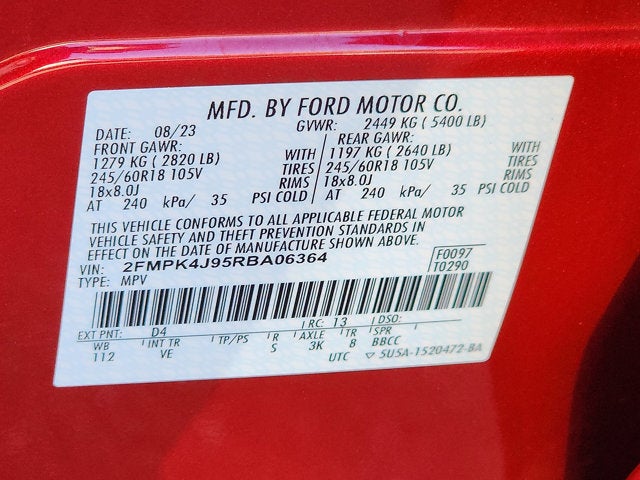 MFD. BY FORD MOTOR CO.
DATE: 08/23 GVWR: 2449 KG ( 5400 LB)
FRONT GAWR: REAR GAWR:
1279 KG ( 2820 LB) WITH 1197 KG ( 2640 LB) WITH
245/60R18 105V TIRES 245/60R18 105V TIRES
18x8.0J RIMS 18x8.0J RIMS
AT 240 kPa/ 35 PSI COLD AT 240 kPa/ 35 PSI COLD
THIS VEHICLE CONFORMS TO ALL APPLICABLE FEDERAL MOTOR
VEHICLE SAFETY AND THEFT PREVENTION STANDARDS IN
EFFECT ON THE DATE OF MANUFACTURE SHOWN ABOVE.
VIN: 2FMPK4J95RBA06364 F0097
TYPE: MPV T0290
EXT PNT: D4 RC: 13 DSO:
WB INT TR TP/PS R AXLE TR SPR
112 VE S 3K 8 BBCC
UTC ▽ 5U5A-1520472-BA